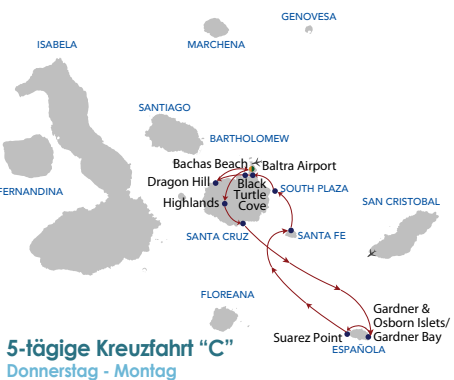 GENOVESA
ISABELA
MARCHENA
SANTIAGO
BARTHOLOMEW
Bachas Beach
Baltra Airport
FERNANDINA
Dragon Hill
Black
Turtle
Cove
SOUTH PLAZA
Highlands
SAN CRISTOBAL
SANTA CRUZ
SANTA FE
FLOREANA
Gardner &
Osborn Islets/
Gardner Bay
Suarez Point
ESPAÑOLA
5-tägige Kreuzfahrt “C”
Donnerstag - Montag